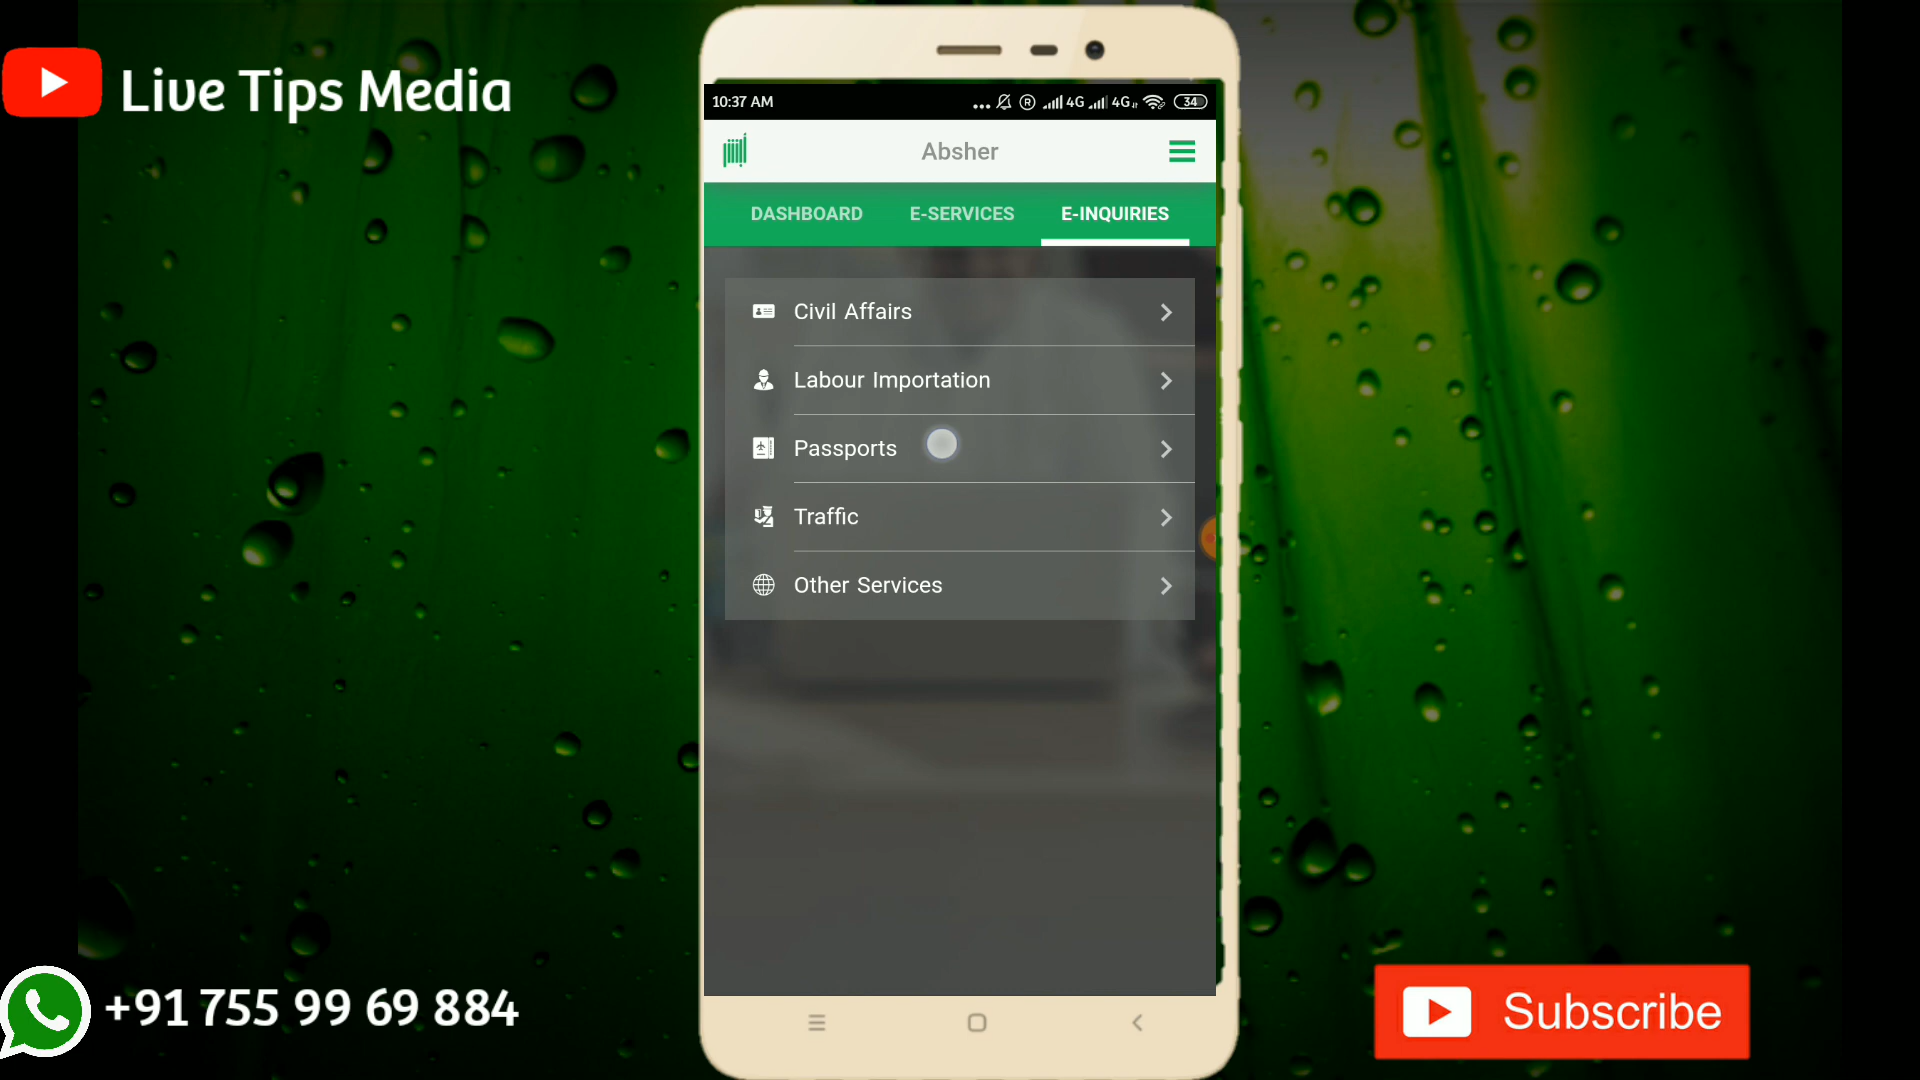 Live Tips Media
10:37 AM
4G 4G 34
Absher
DASHBOARD E-SERVICES E-INQUIRIES
Civil Affairs
Labour Importation
Passports
Traffic
Other Services
+91 755 99 69 884
Subscribe